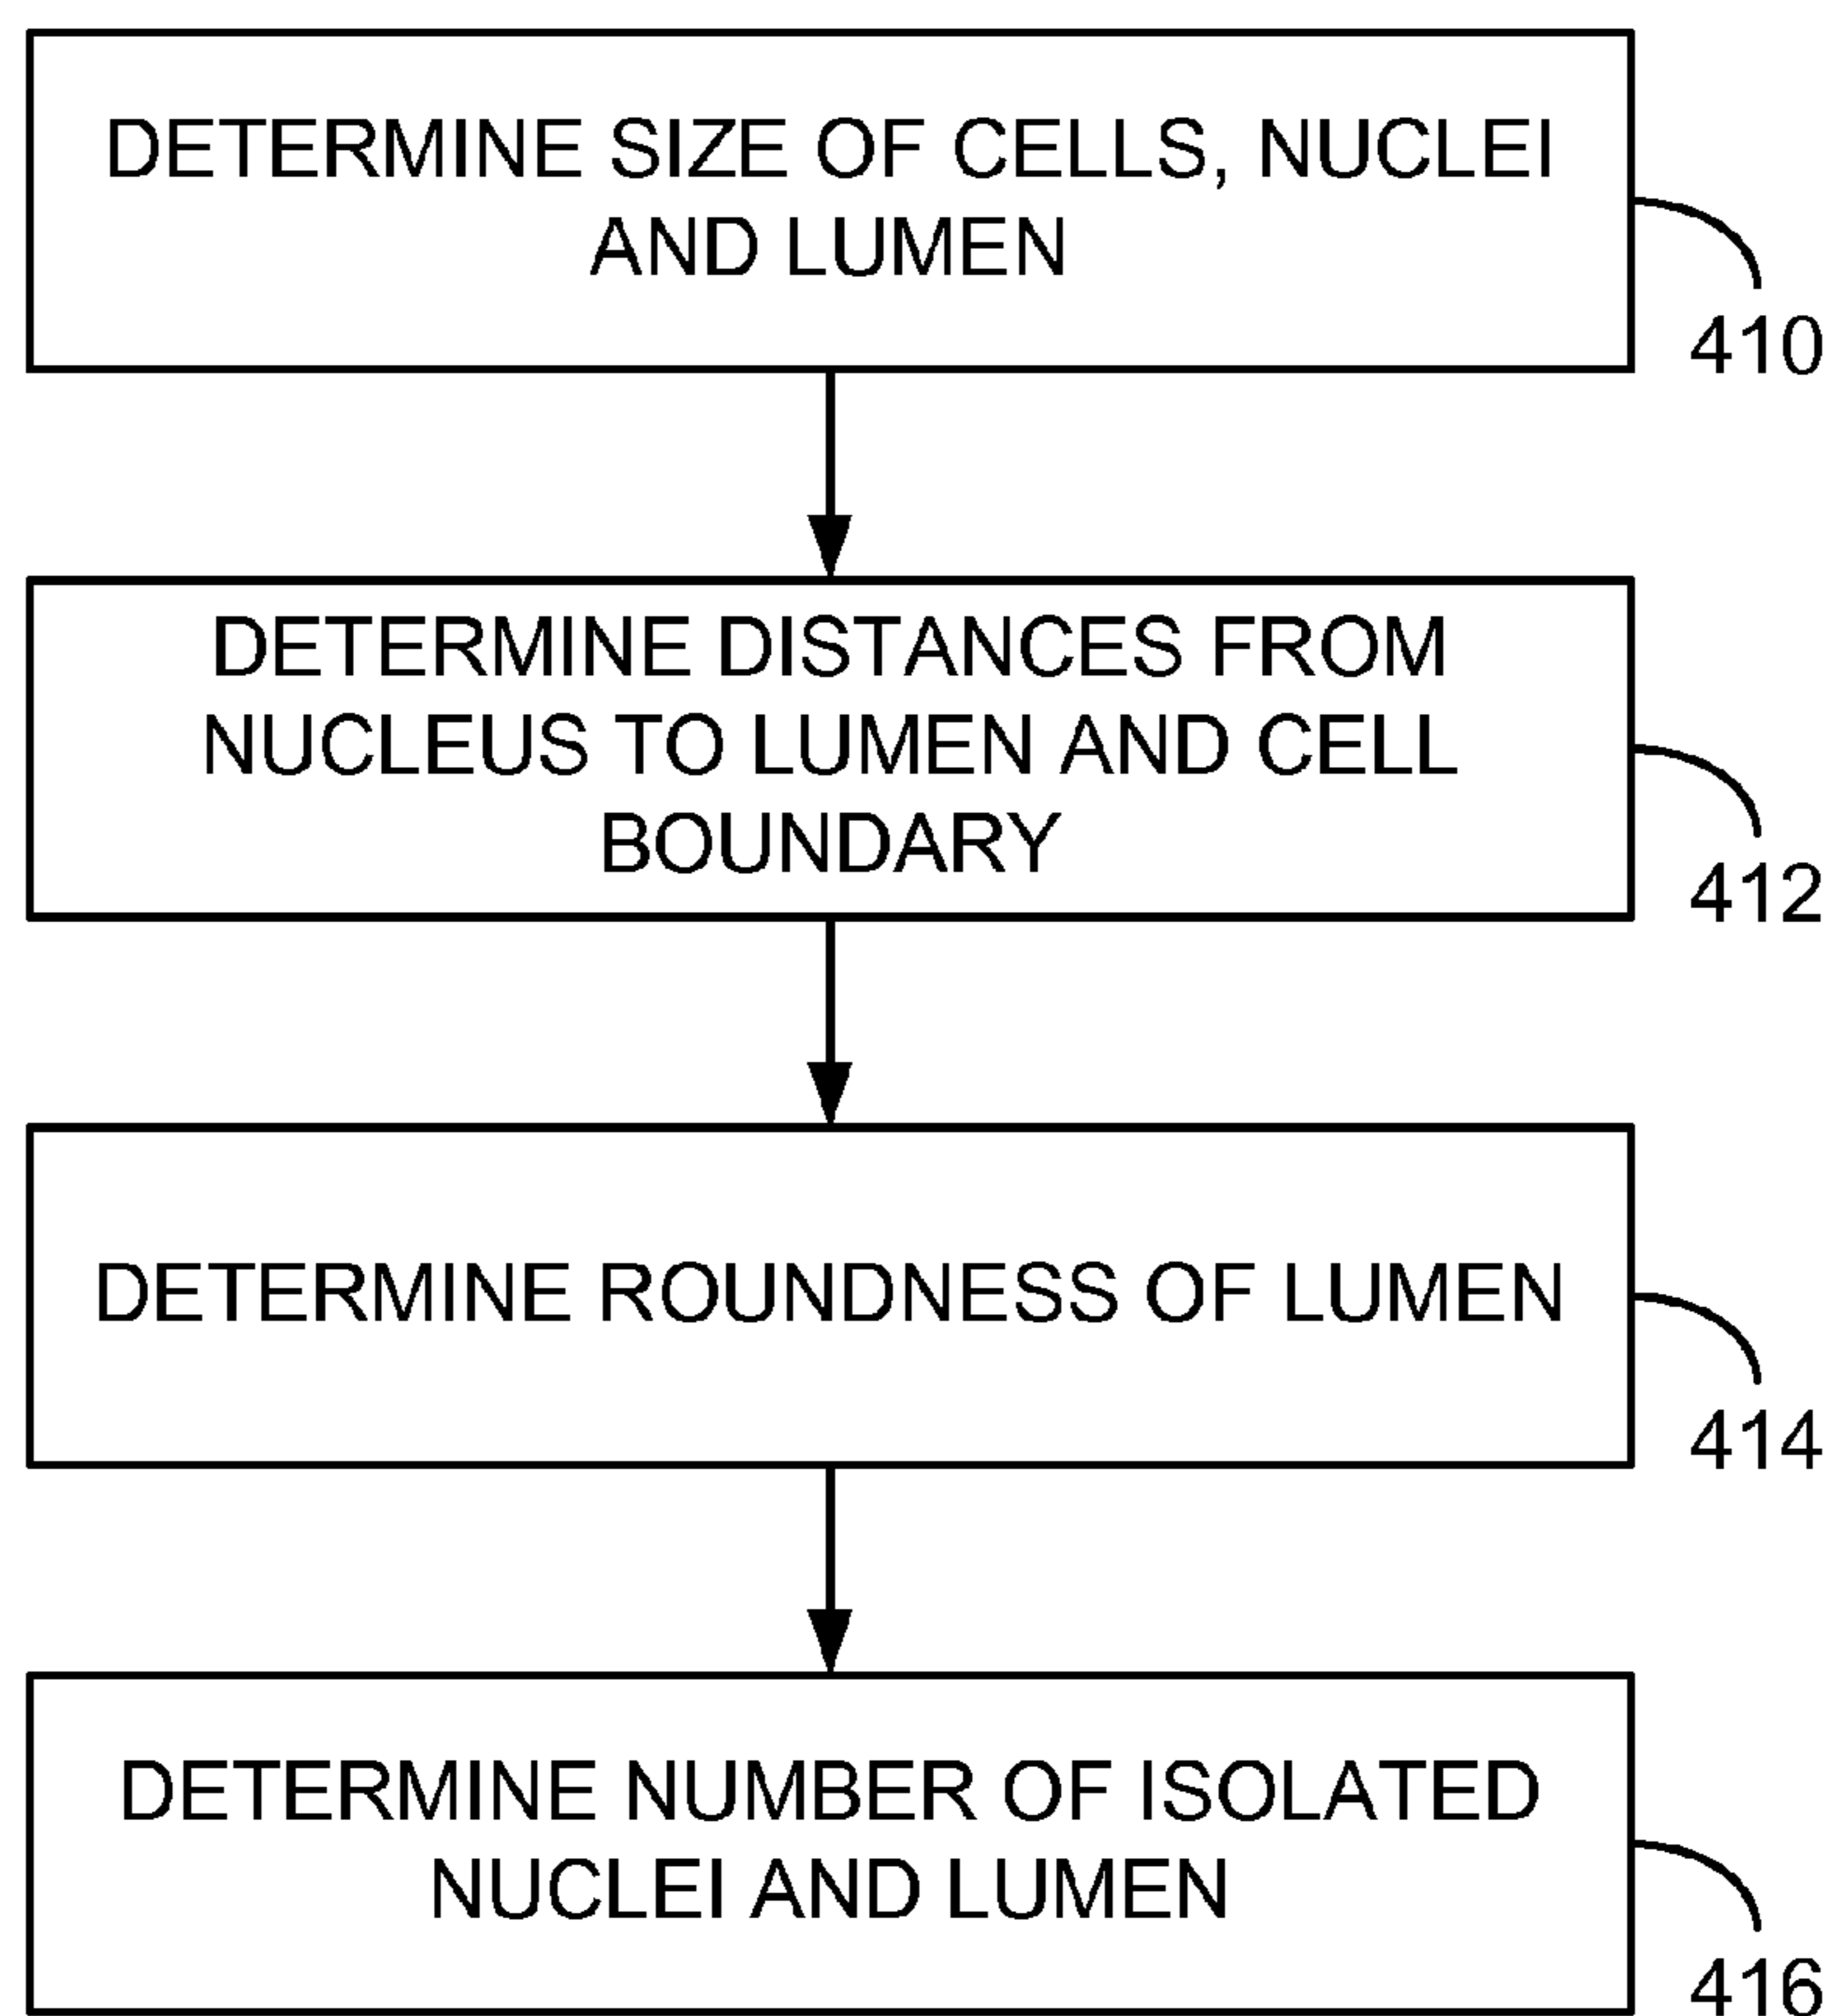 DETERMINE SIZE OF CELLS, NUCLEI
AND LUMEN
410
DETERMINE DISTANCES FROM
NUCLEUS TO LUMEN AND CELL
BOUNDARY
412
DETERMINE ROUNDNESS OF LUMEN
414
DETERMINE NUMBER OF ISOLATED
NUCLEI AND LUMEN
416